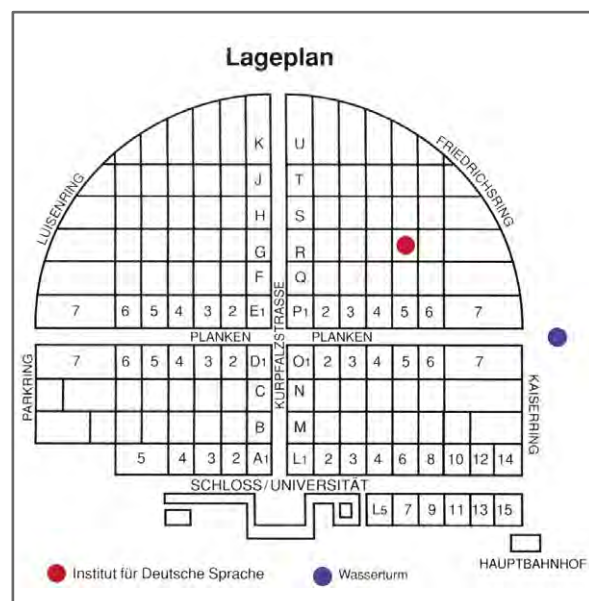 Lageplan
K U
J T
H S
G R
F Q
LUISENRING
FRIEDRICHSRING
7 6 5 4 3 2 E1 P1 2 3 4 5 6 7
PLANKEN PLANKEN
KURPFALZSTRASSE
7 6 5 4 3 2 D1 O1 2 3 4 5 6 7
C N
B M
PARKRING
KAISERRING
5 4 3 2 A1 L1 2 3 4 6 8 10 12 14
SCHLOSS/UNIVERSITÄT
L5 7 9 11 13 15
HAUPTBAHNHOF
Institut für Deutsche Sprache Wasserturm